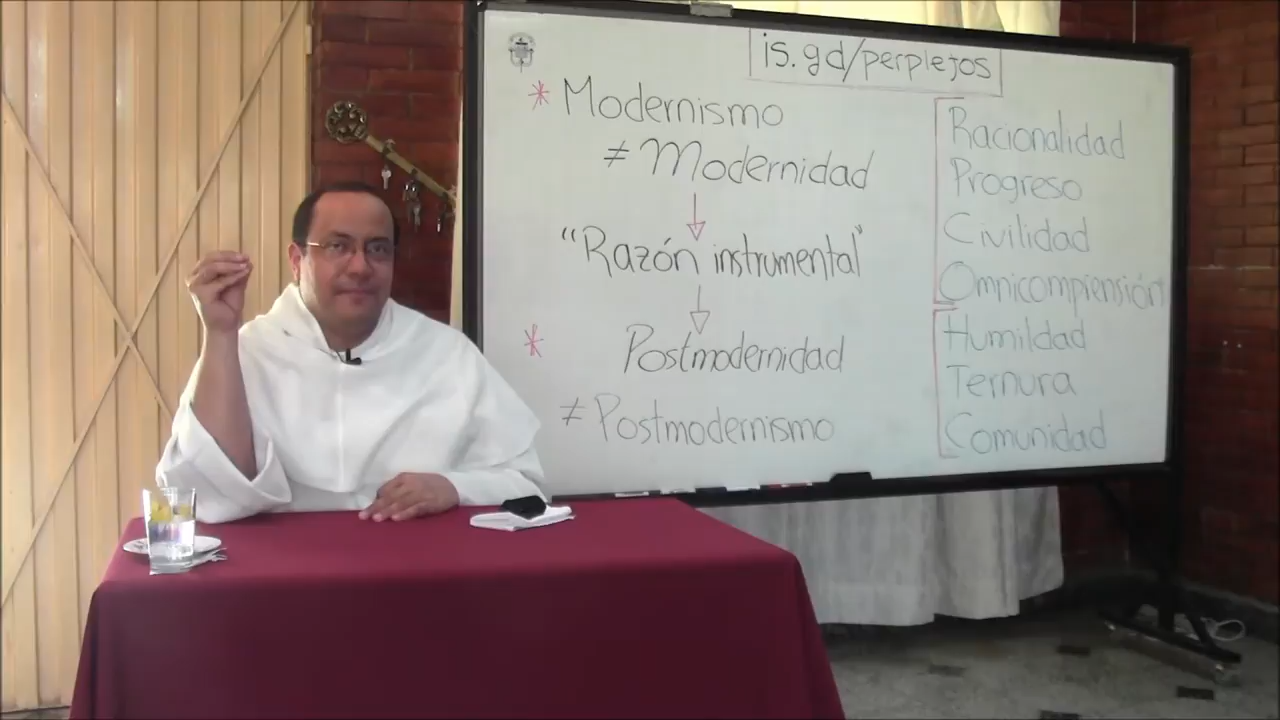 is.gd/perplejos
* Modernismo
≠ Modernidad
"Razón instrumental"
* Postmodernidad
≠ Postmodernismo
Racionalidad
Progreso
Civilidad
Omnicomprensión
Humildad
Ternura
Comunidad